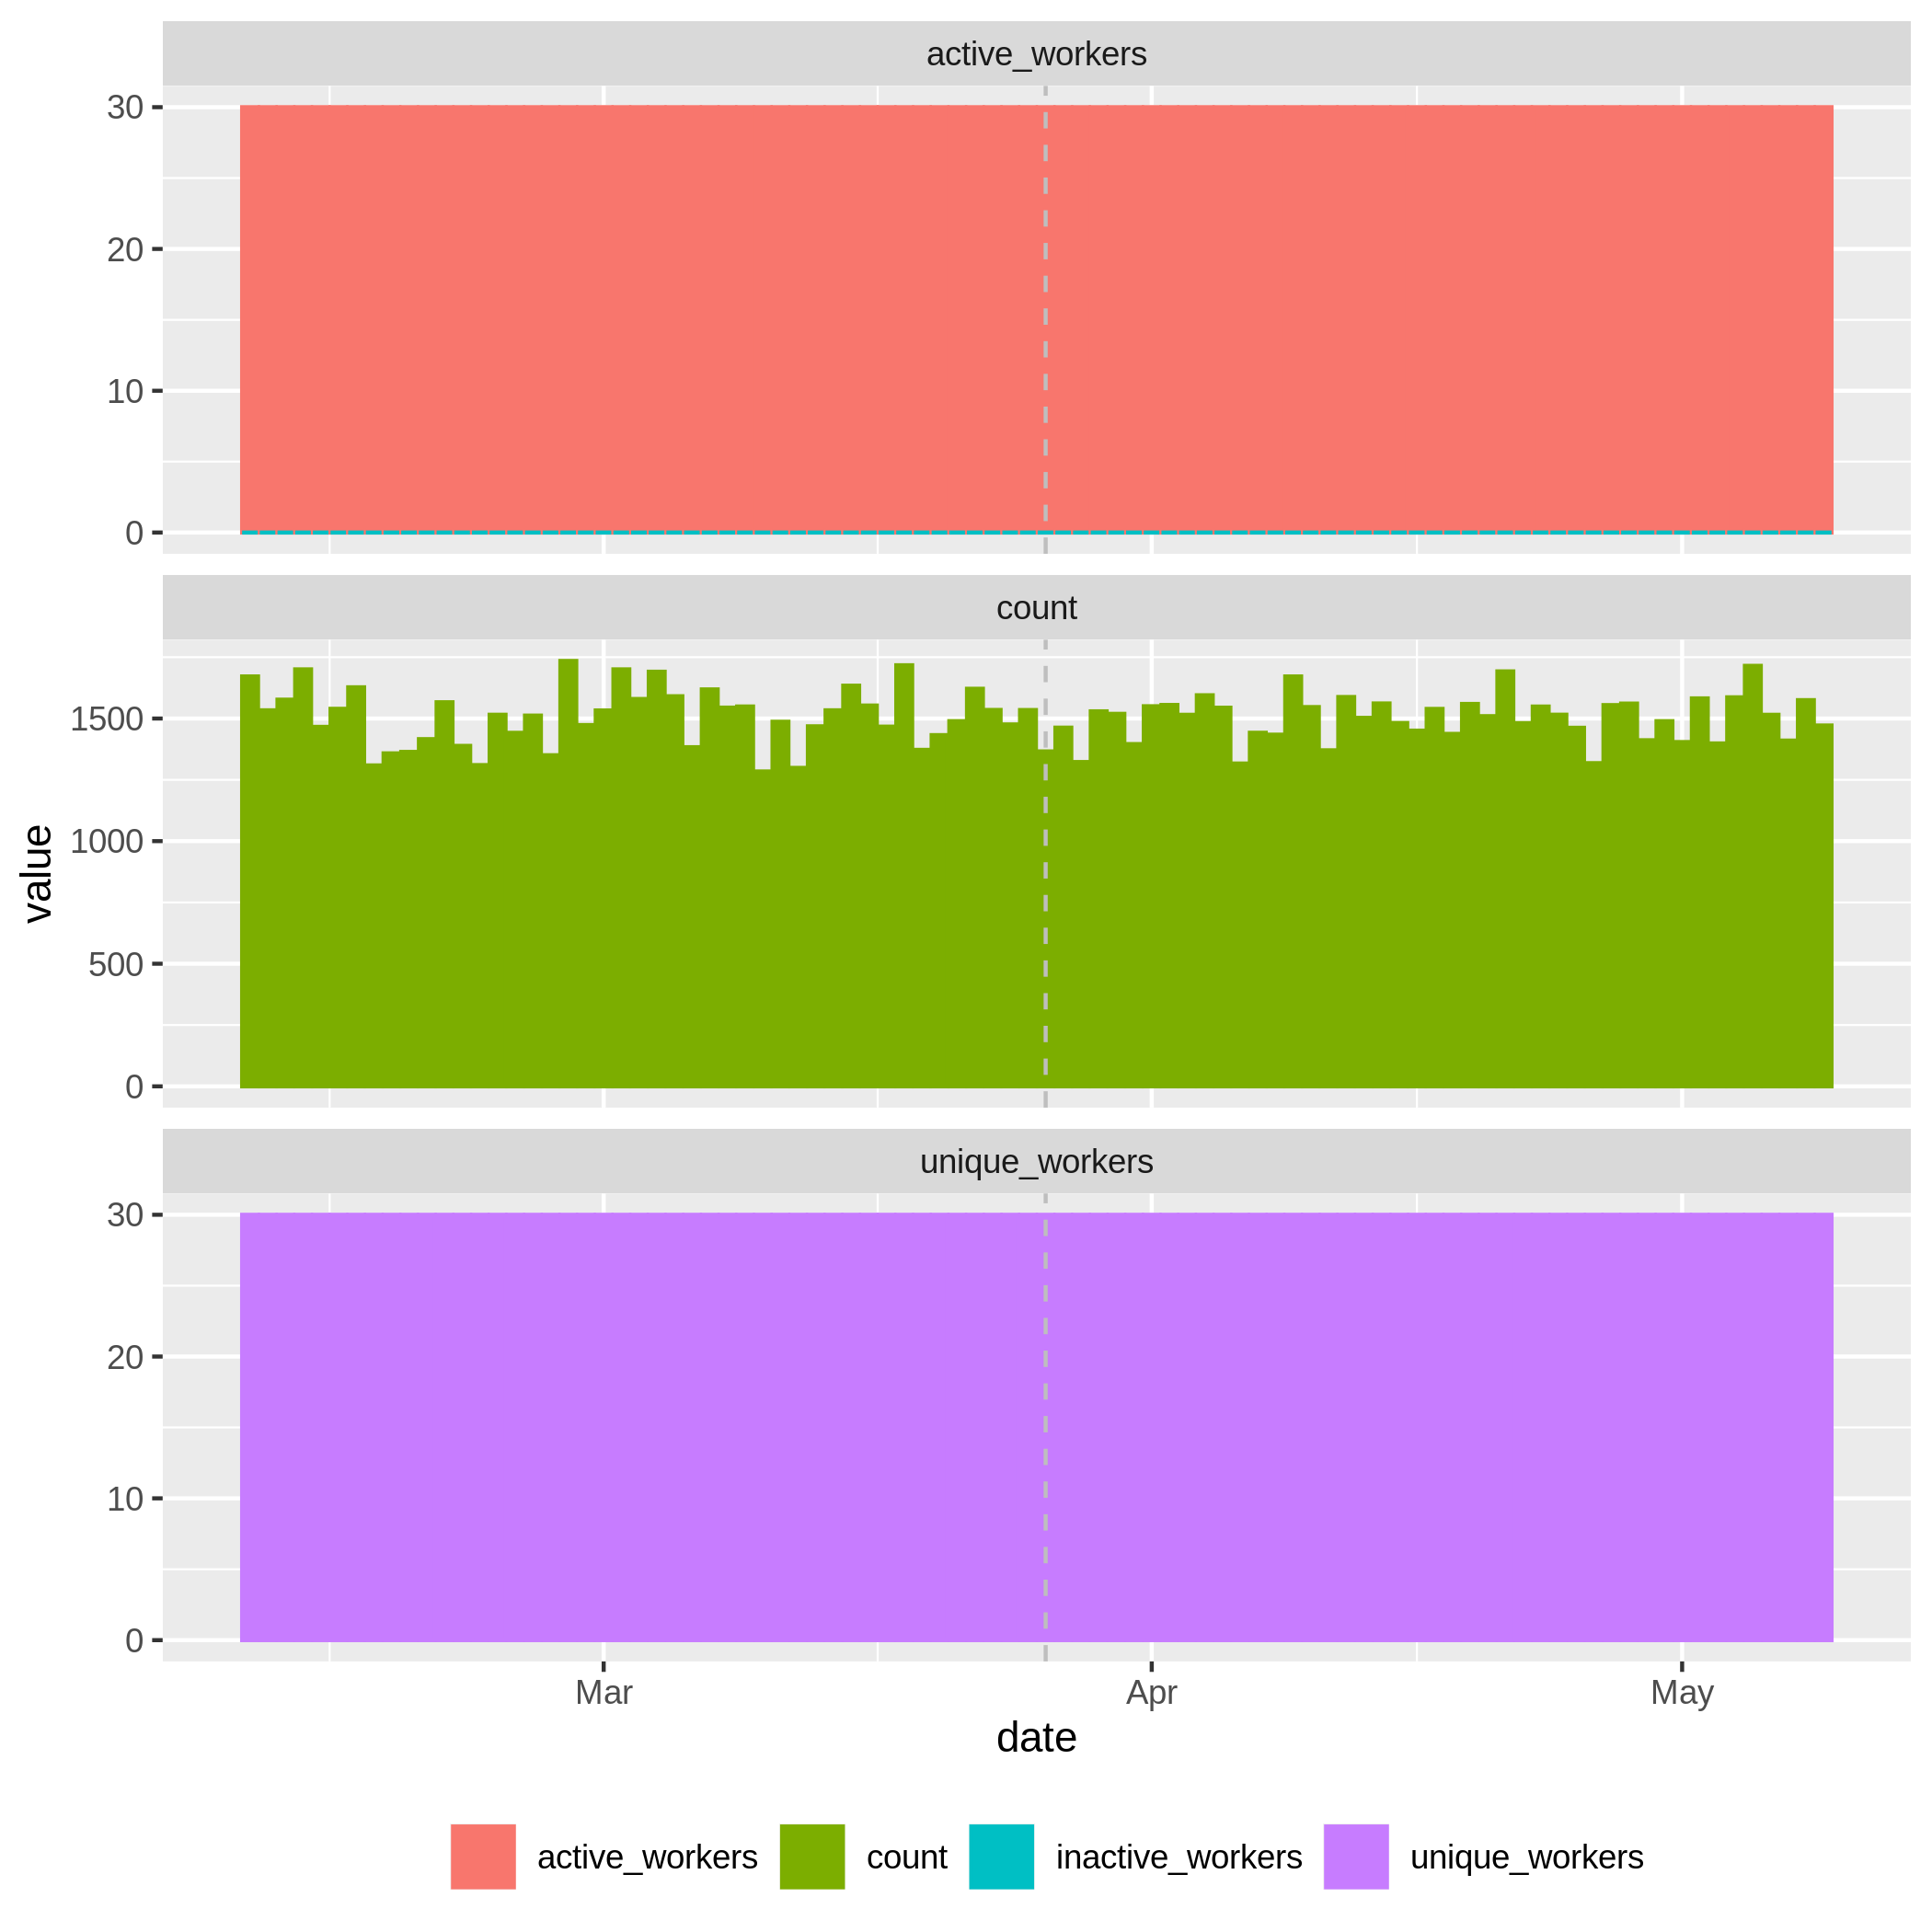 active_workers
30
20
10
0
count
1500
1000
500
0
value
unique_workers
30
20
10
0
Mar Apr May
date
active_workers count inactive_workers unique_workers